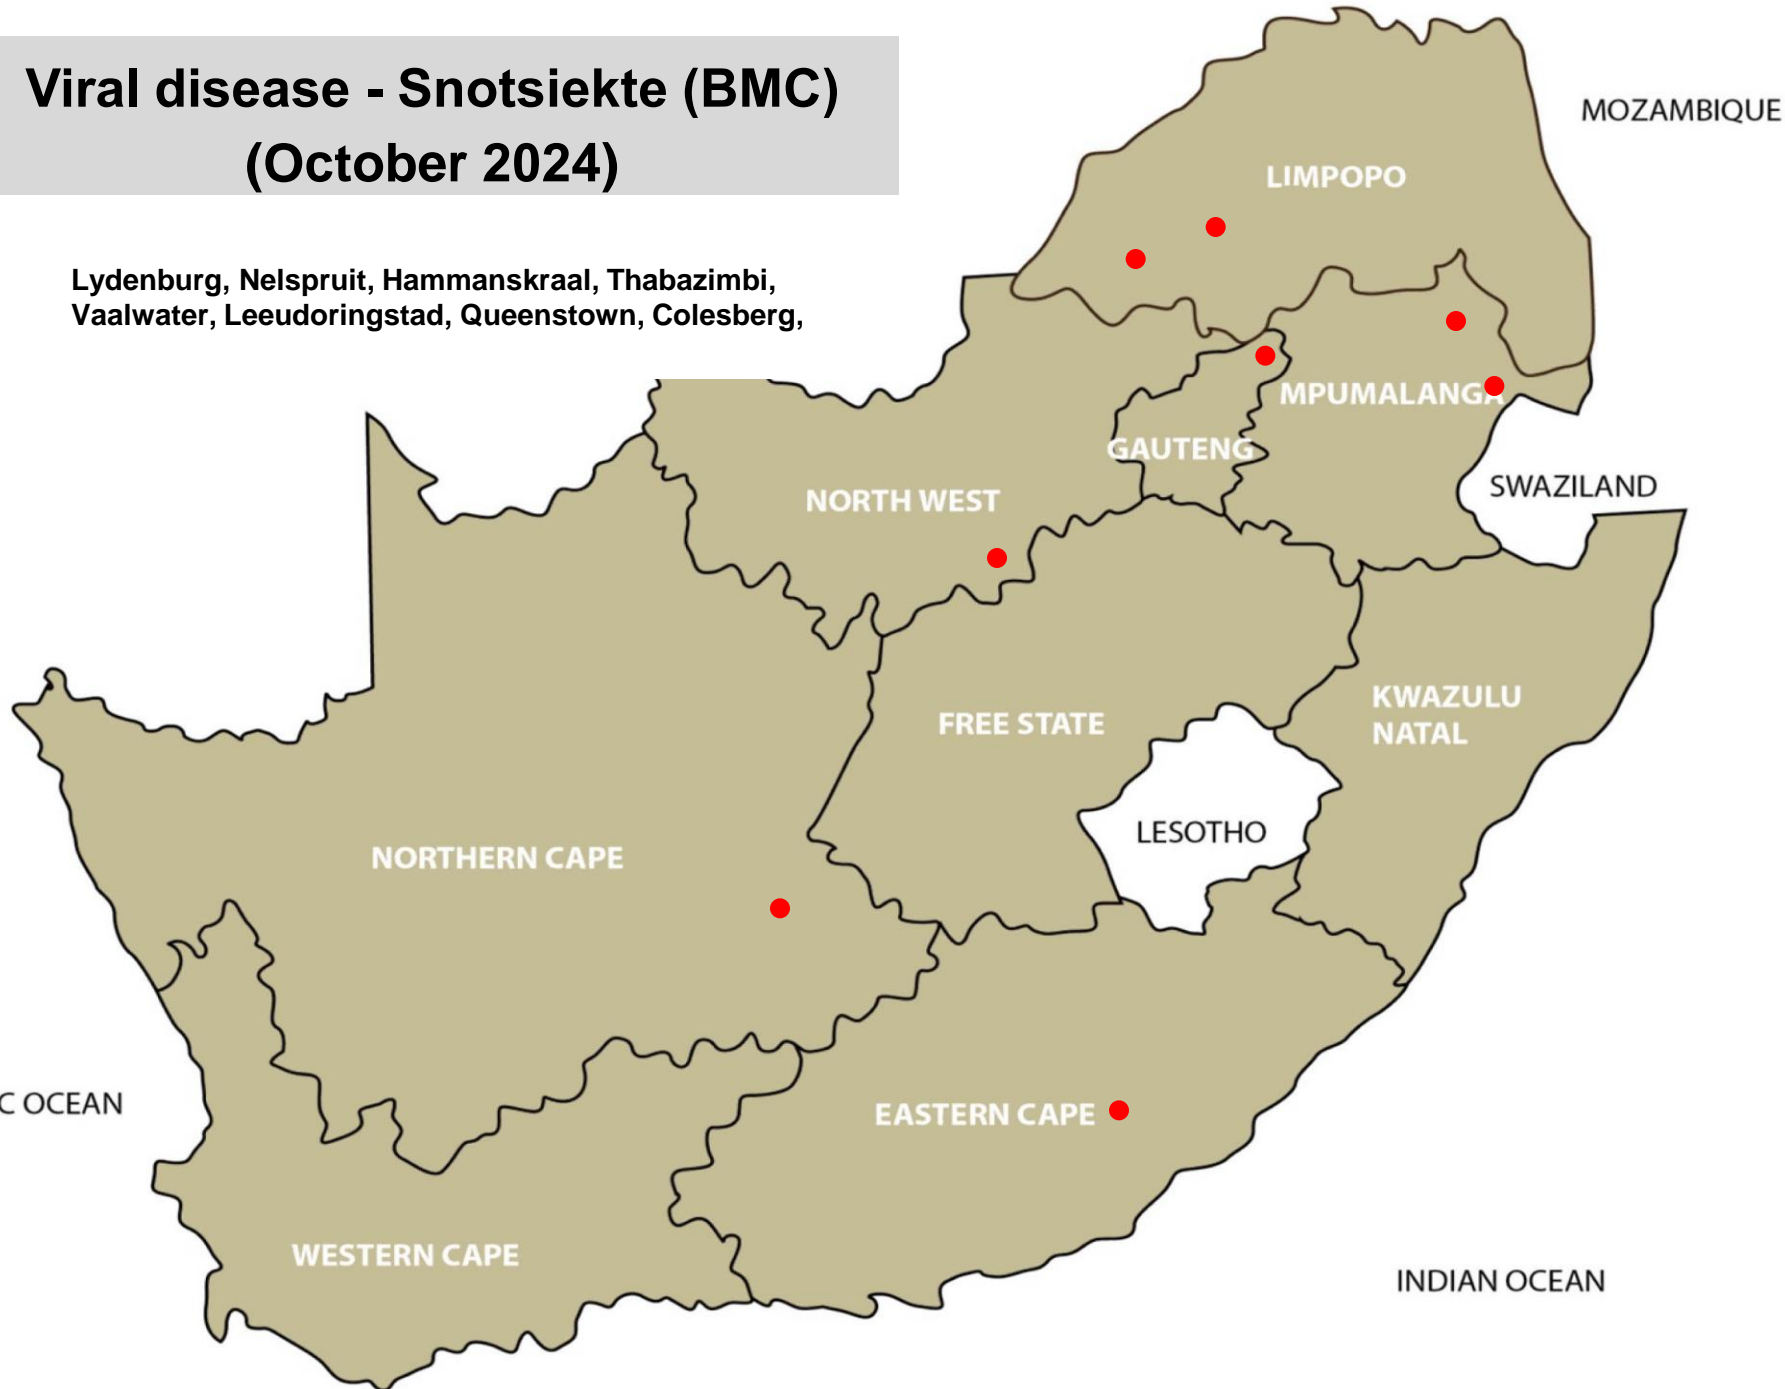 Viral disease - Snotsiekte (BMC)
(October 2024)
MOZAMBIQUE
LIMPOPO
Lydenburg, Nelspruit, Hammanskraal, Thabazimbi,
Vaalwater, Leeudoringstad, Queenstown, Colesberg,
MPUMALANGA
GAUTENG
SWAZILAND
NORTH WEST
KWAZULU
NATAL
FREE STATE
LESOTHO
NORTHERN CAPE
C OCEAN
EASTERN CAPE
WESTERN CAPE
INDIAN OCEAN